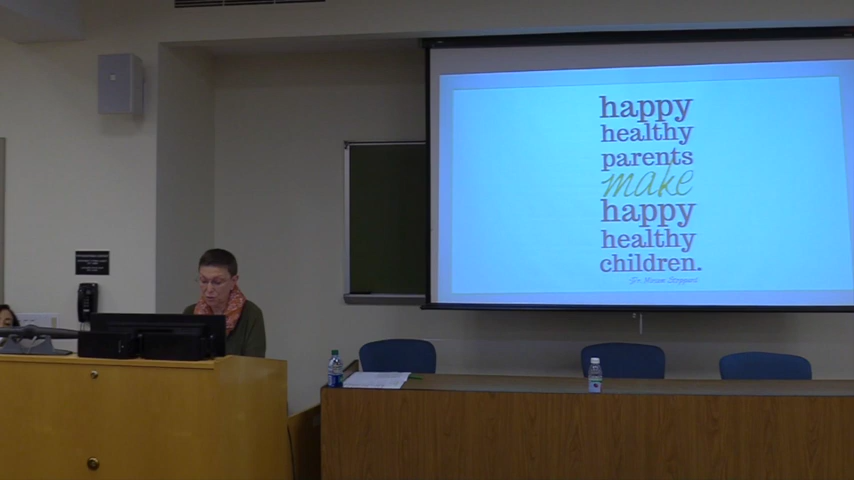 happy
healthy
parents
make
happy
healthy
children.